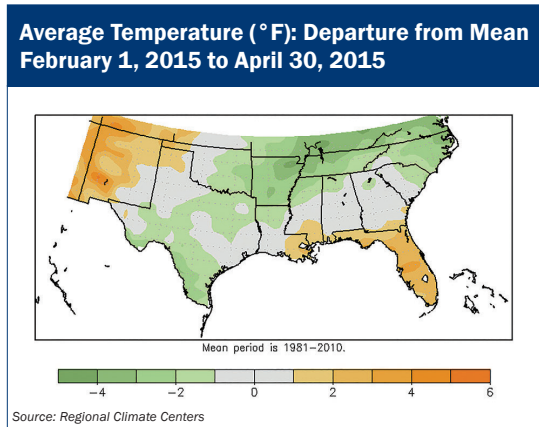 Average Temperature (°F): Departure from Mean
February 1, 2015 to April 30, 2015
Mean period is 1981−2010.
−4 −2 0 2 4 6
Source: Regional Climate Centers